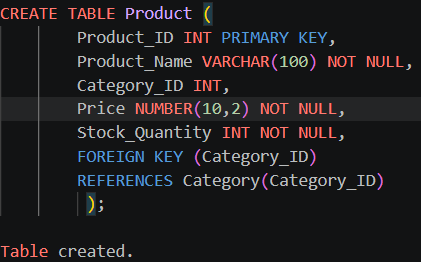 CREATE TABLE Product (
Product_ID INT PRIMARY KEY,
Product_Name VARCHAR(100) NOT NULL,
Category_ID INT,
Price NUMBER(10,2) NOT NULL,
Stock_Quantity INT NOT NULL,
FOREIGN KEY (Category_ID)
REFERENCES Category(Category_ID)
);
Table created.